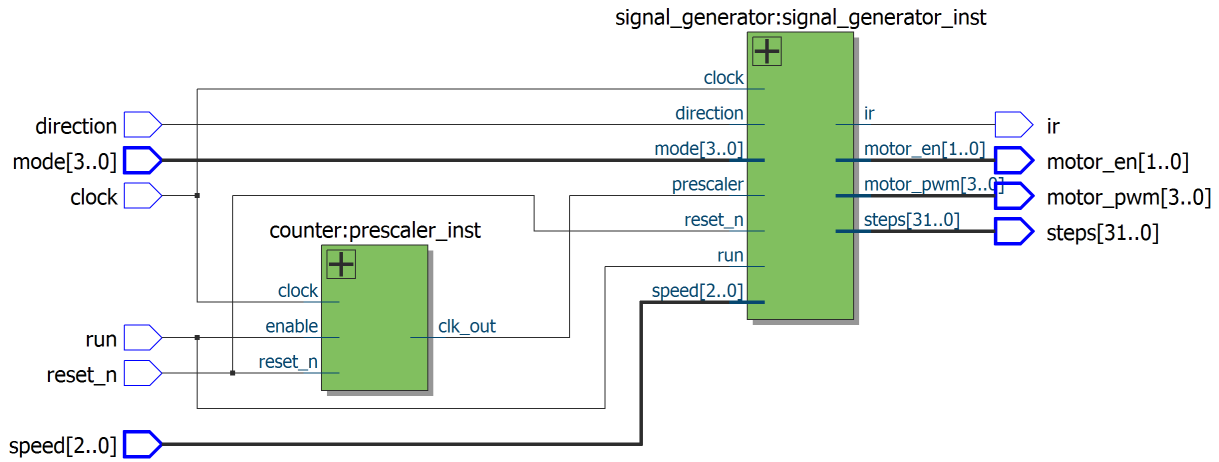 signal_generator:signal_generator_inst
clock
direction
direction
ir
ir
mode[3..0]
mode[3..0]
motor_en[1..0]
motor_en[1..0]
clock
prescaler
motor_pwm[3..0]
motor_pwm[3..0]
reset_n
steps[31..0]
steps[31..0]
counter:prescaler_inst
run
clock
speed[2..0]
run
enable
clk_out
reset_n
reset_n
speed[2..0]